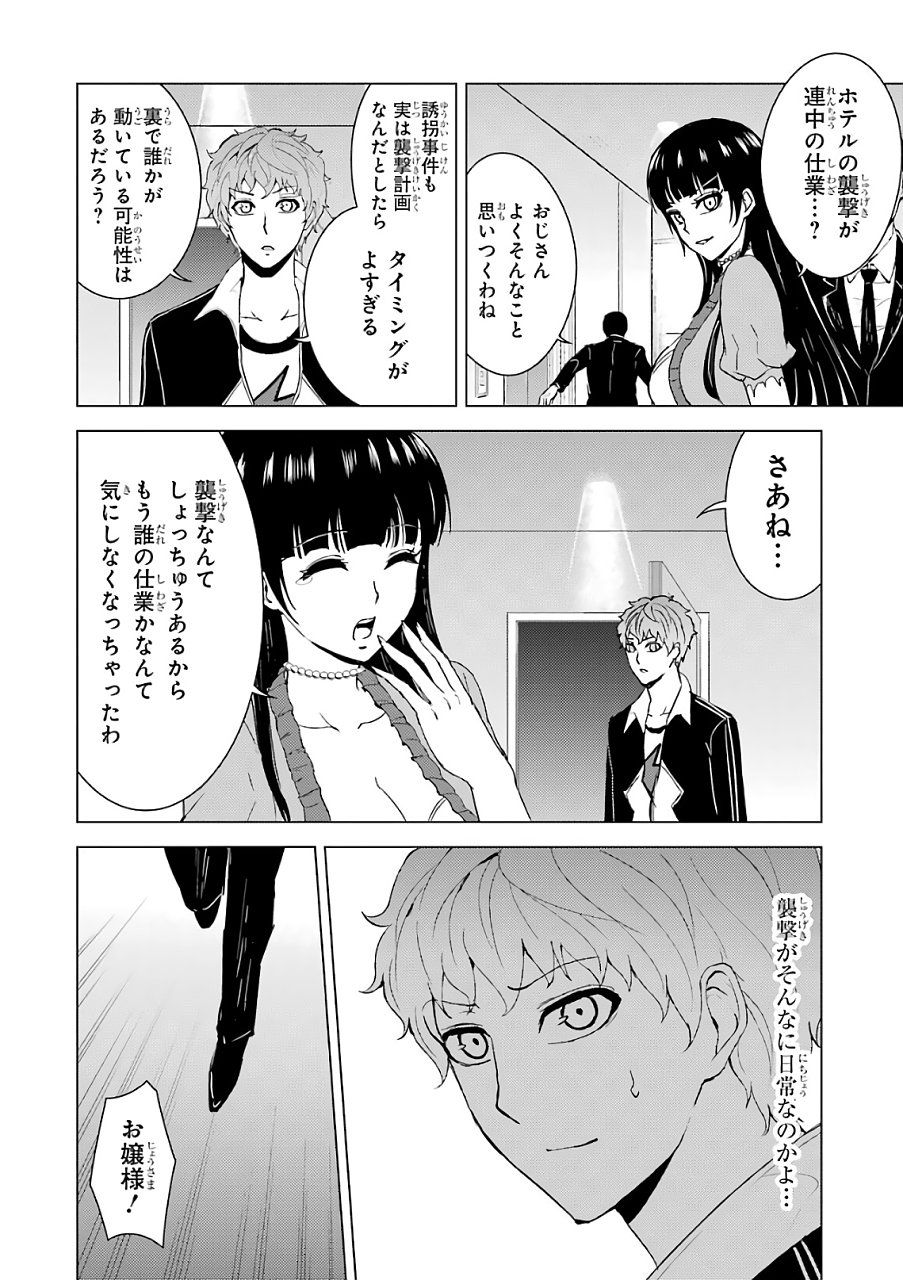 ホテルの襲撃が
連中の仕業…?
おじさん
よくそんなこと
思いつくわね
誘拐事件も
実は襲撃計画
なんだとしたら
タイミングが
よすぎる
裏で誰かが
動いている可能性は
あるだろう?
さあね…
襲撃なんて
しょっちゅうあるから
もう誰の仕業かなんて
気にしなくなっちゃったわ
襲撃がそんなに日常なのかよ…
お嬢様!